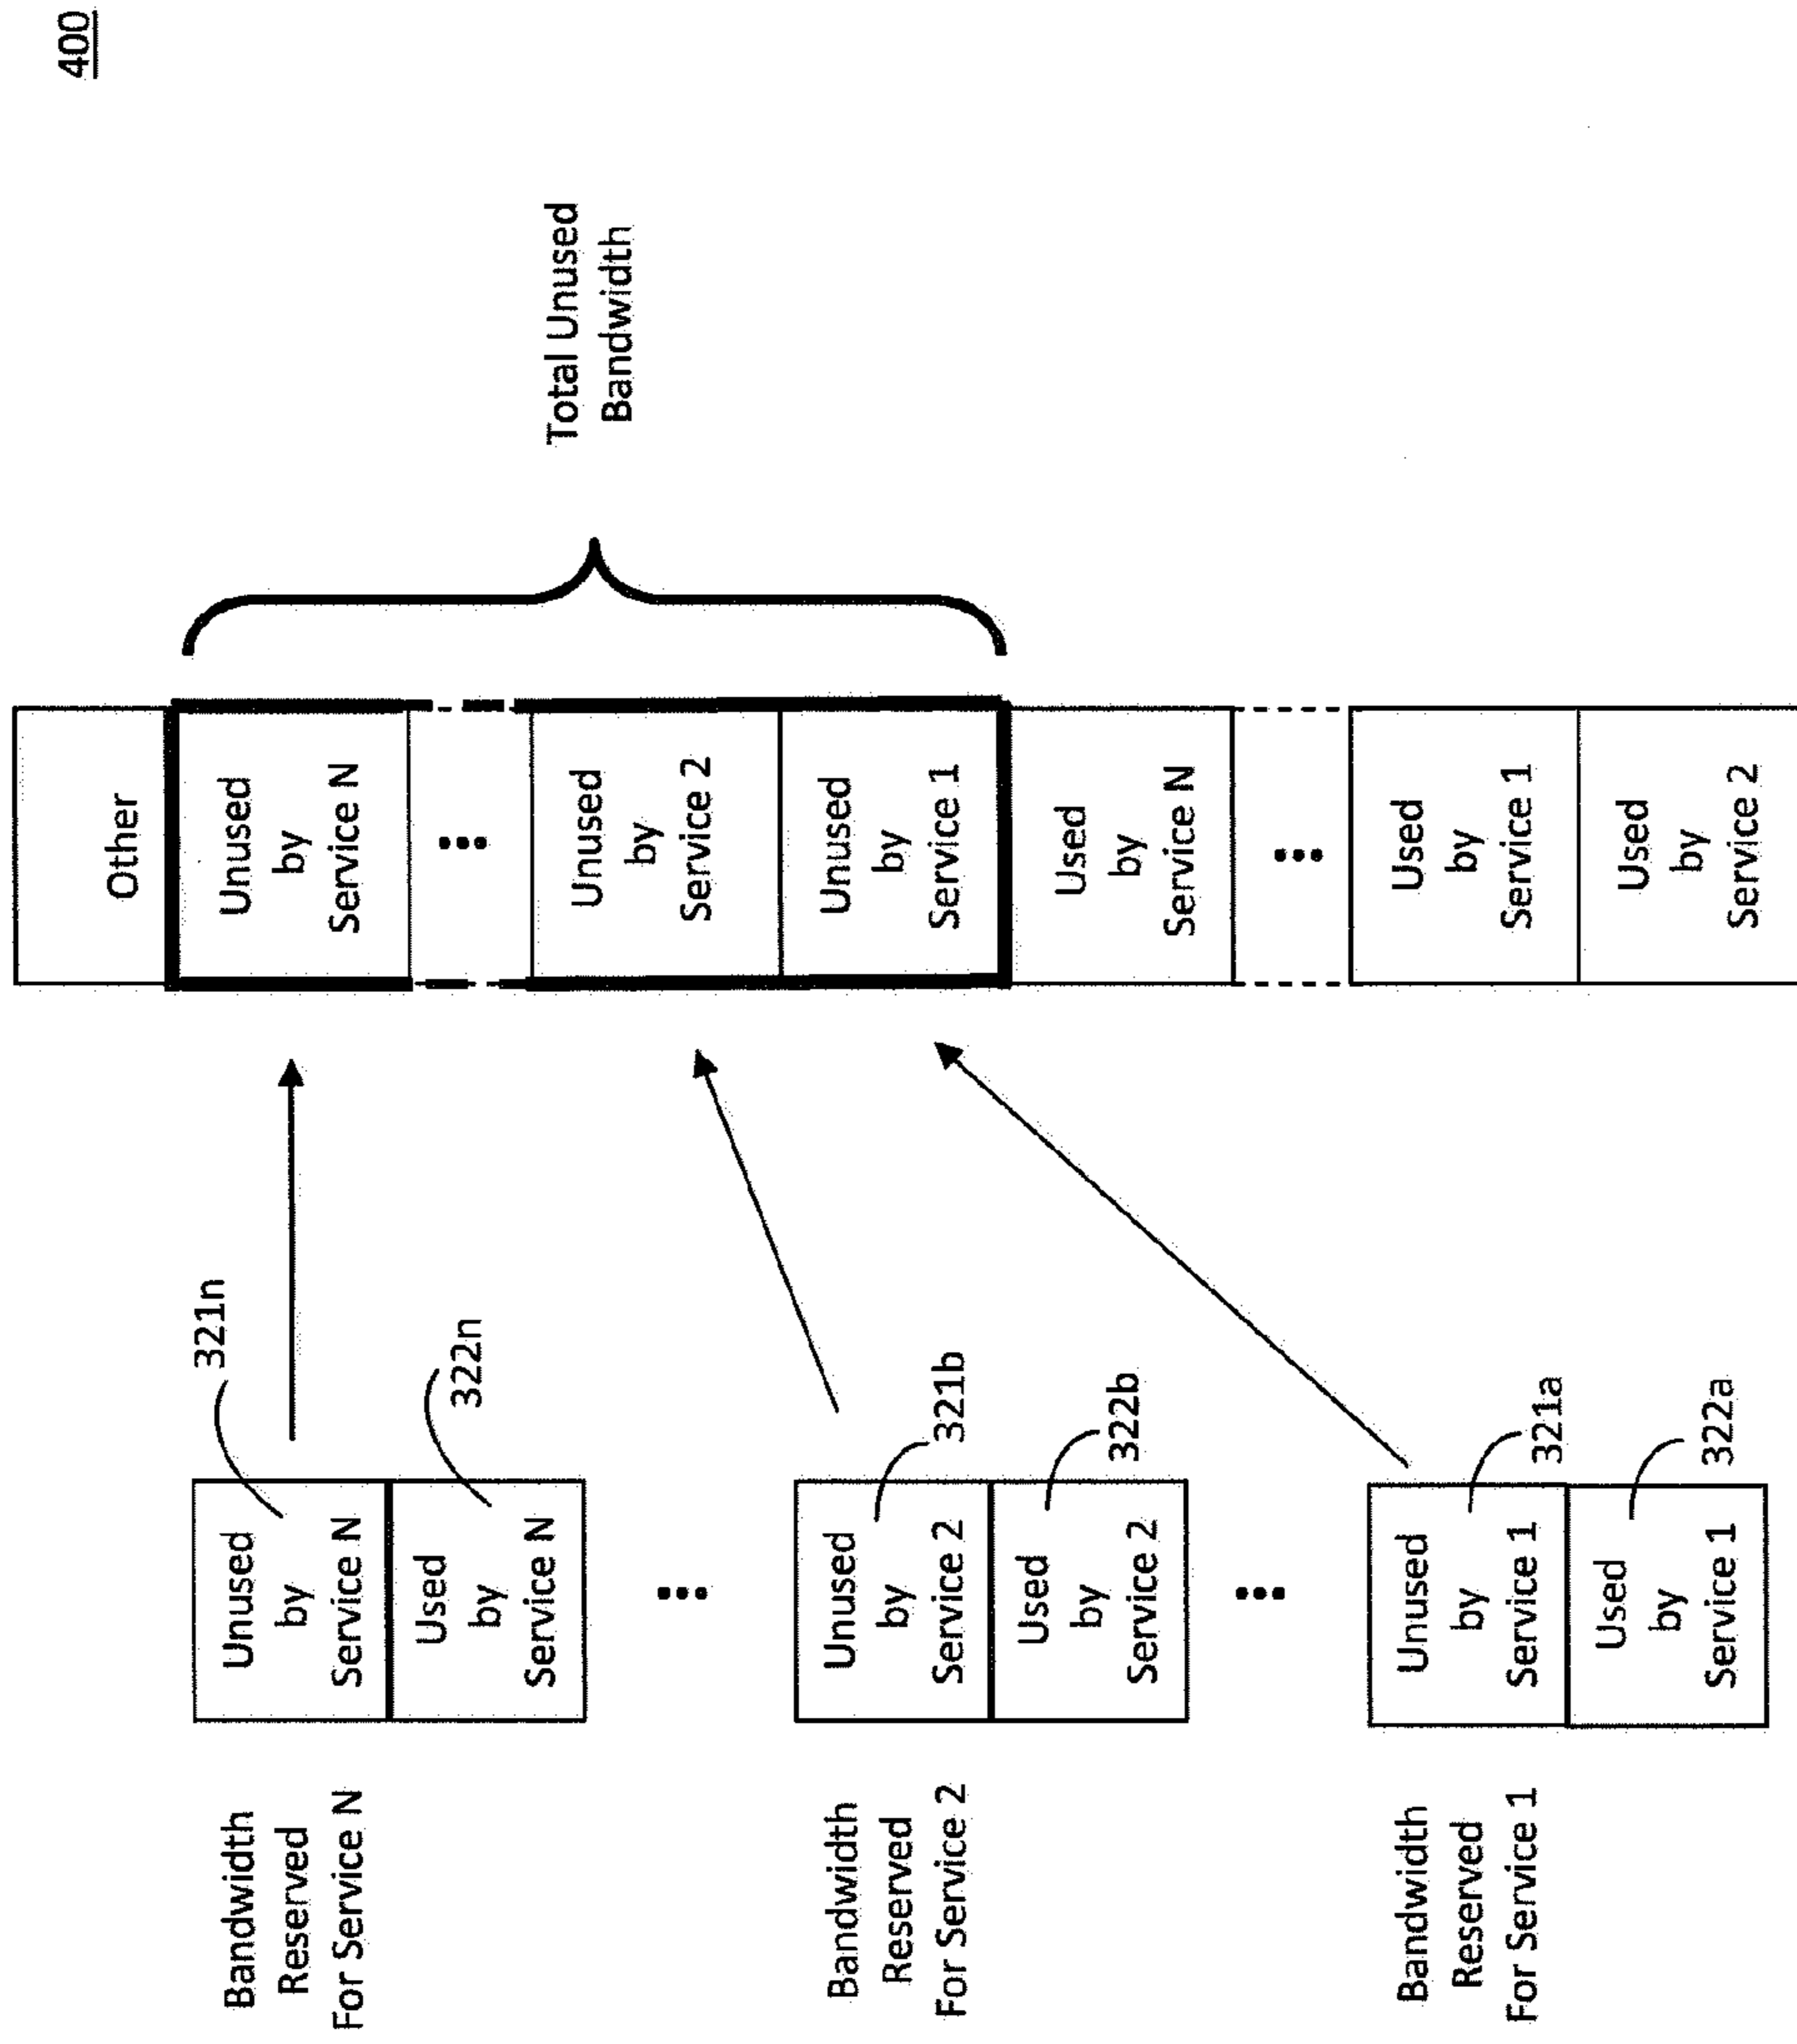 Bandwidth
Reserved
For Service 1
Bandwidth
Reserved
For Service 2
Bandwidth
Reserved
For Service N
Used
by
Service 1
Unused
by
Service 1
...
Used
by
Service 2
Unused
by
Service 2
...
Used
by
Service N
Unused
by
Service N
322a
321a
322b
321b
322n
321n
Used
by
Service 2
Used
by
Service 1
...
Used
by
Service N
Unused
by
Service 1
Unused
by
Service 2
...
Unused
by
Service N
Other
Total Unused
Bandwidth
400